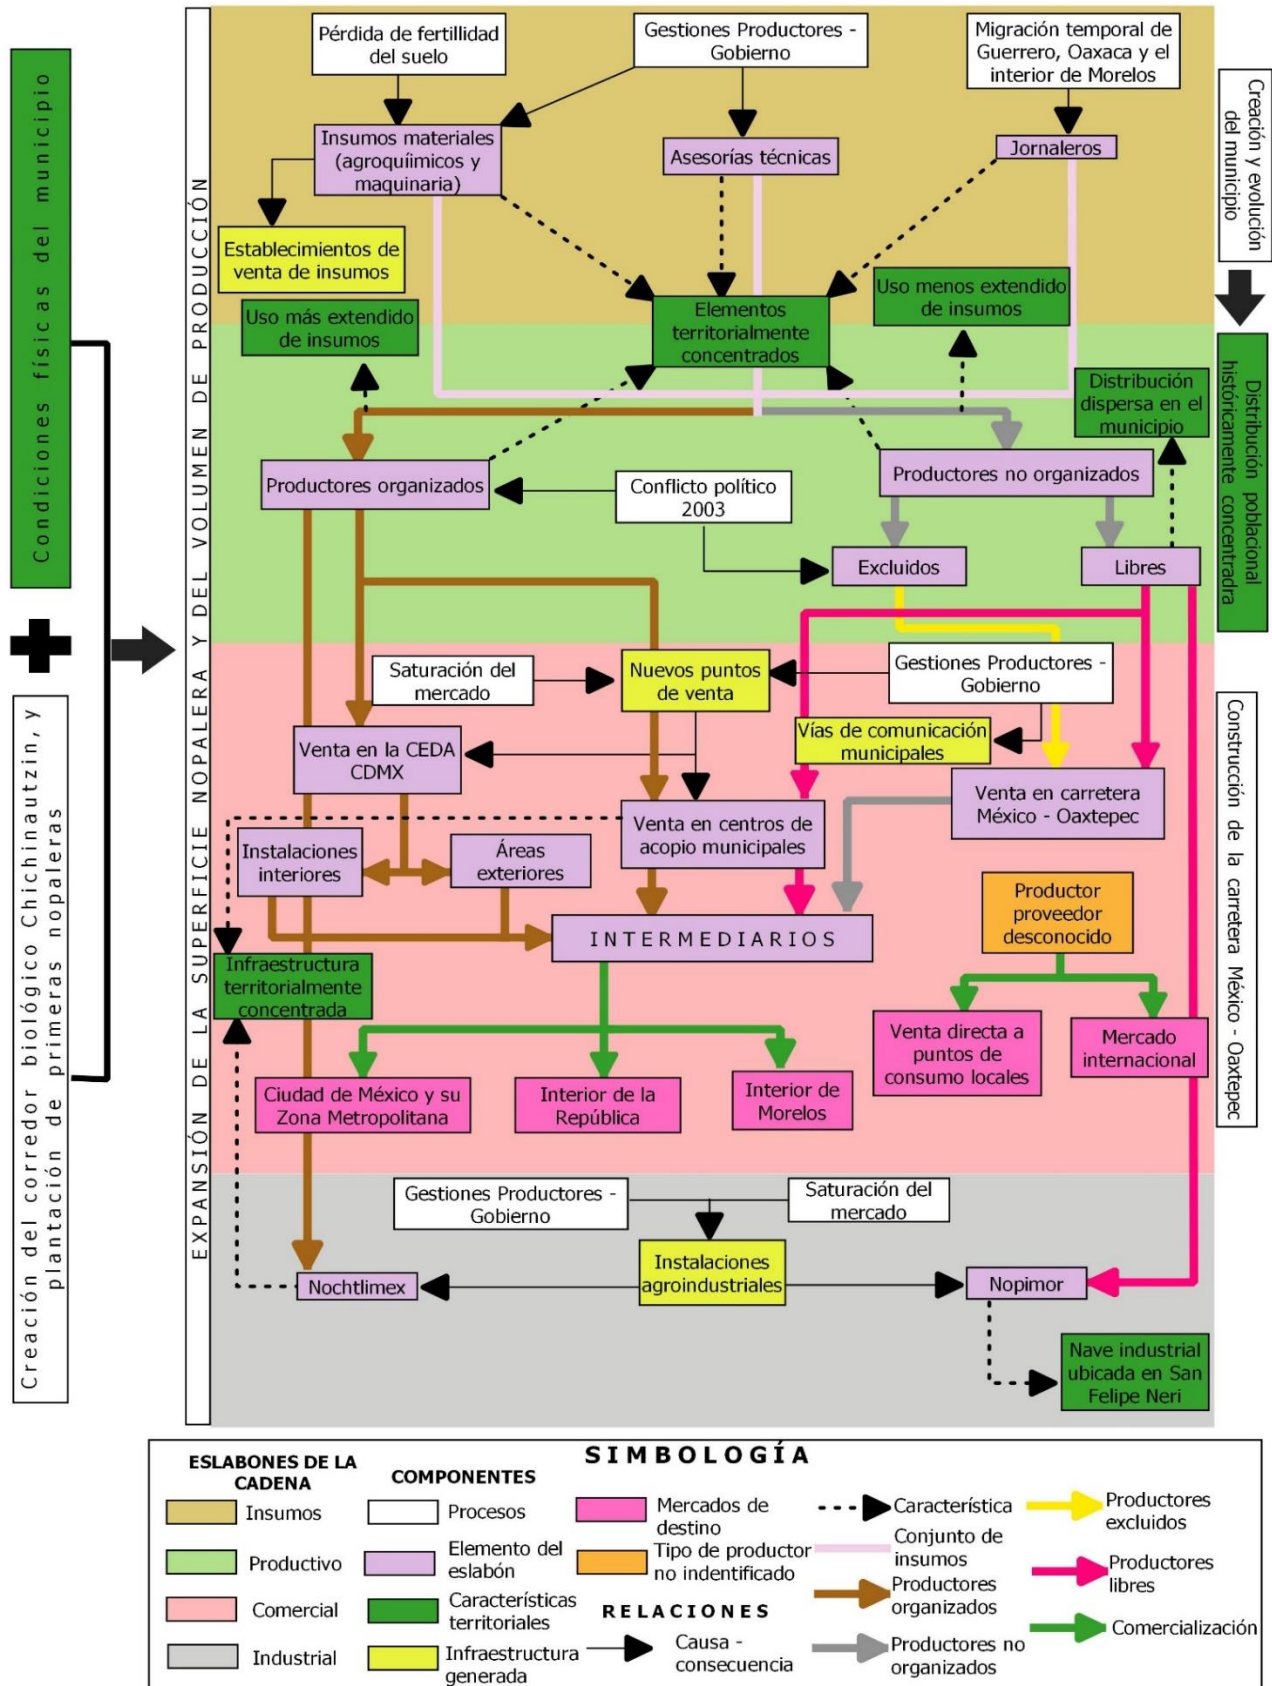 Condiciones físicas del municipio
Creación del corredor biológico Chichinautzin, y
plantación de primeras nopaleras
EXPANSIÓN DE LA SUPERFICIE NOPALERA Y DEL VOLUMEN DE PRODUCCIÓN
Pérdida de fertillidad
del suelo
Gestiones Productores -
Gobierno
Migración temporal de
Guerrero, Oaxaca y el
interior de Morelos
Insumos materiales
(agroquímicos y
maquinaria)
Asesorías técnicas
Jornaleros
Establecimientos de
venta de insumos
Uso más extendido
de insumos
Elementos
territorialmente
concentrados
Uso menos extendido
de insumos
Distribución
dispersa en el
municipio
Productores organizados
Conflicto político
2003
Productores no organizados
Excluidos
Libres
Saturación del
mercado
Nuevos puntos
de venta
Gestiones Productores -
Gobierno
Vías de comunicación
municipales
Venta en la CEDA
CDMX
Venta en centros de
acopio municipales
Venta en carretera
México - Oaxtepec
Instalaciones
interiores
Áreas
exteriores
INTERMEDIARIOS
Productor
proveedor
desconocido
Infraestructura
territorialmente
concentrada
Venta directa a
puntos de
consumo locales
Mercado
internacional
Ciudad de México y su
Zona Metropolitana
Interior de la
República
Interior de
Morelos
Gestiones Productores -
Gobierno
Saturación del
mercado
Instalaciones
agroindustriales
Nochtlimex
Nopimor
Nave industrial
ubicada en San
Felipe Neri
Creación y evolución
del municipio
Distribución poblacional
históricamente concentradra
Construcción de la carretera México - Oaxtepec
SIMBOLOGÍA
ESLABONES DE LA
CADENA
Insumos
Productivo
Comercial
Industrial
COMPONENTES
Procesos
Elemento del
eslabón
Características
territoriales
Infraestructura
generada
Mercados de
destino
Tipo de productor
no indentificado
RELACIONES
Causa -
consecuencia
Característica
Conjunto de
insumos
Productores
organizados
Productores no
organizados
Productores
excluidos
Productores
libres
Comercialización